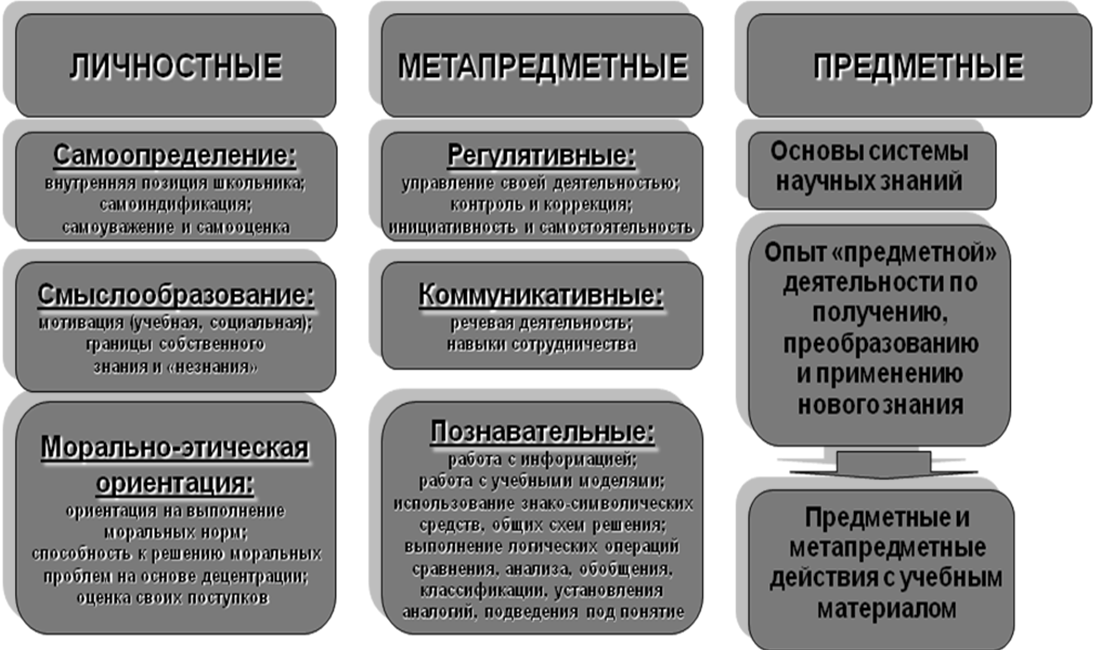 ЛИЧНОСТНЫЕ
Самоопределение:
внутренняя позиция школьника;
самоиндификация;
самоуважение и самооценка
Смыслообразование:
мотивация (учебная, социальная);
границы собственного
знания и «незнания»
Морально-этическая
ориентация:
ориентация на выполнение
моральных норм;
способность к решению моральных
проблем на основе децентрации;
оценка своих поступков
МЕТАПРЕДМЕТНЫЕ
Регулятивные:
управление своей деятельностью;
контроль и коррекция;
инициативность и самостоятельность
Коммуникативные:
речевая деятельность;
навыки сотрудничества
Познавательные:
работа с информацией;
работа с учебными моделями;
использование знако-символических
средств, общих схем решения;
выполнение логических операций
сравнения, анализа, обобщения,
классификации, установления
аналогий, подведения под понятие
ПРЕДМЕТНЫЕ
Основы системы
научных знаний
Опыт «предметной»
деятельности по
получению,
преобразованию
и применению
нового знания
Предметные и
метапредметные
действия с учебным
материалом